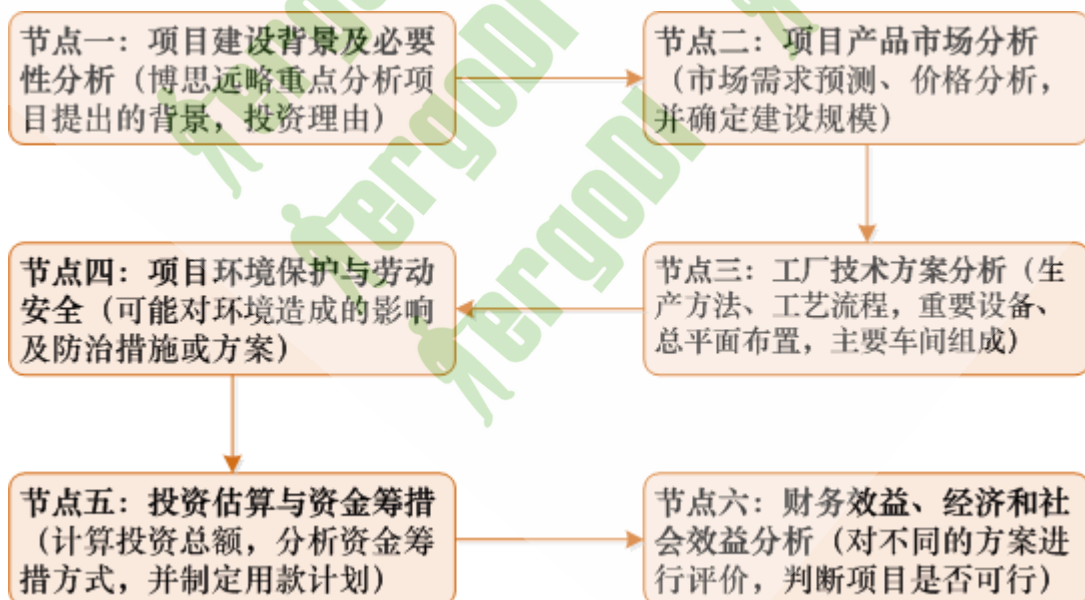 节点一：项目建设背景及必要
性分析（博思远略重点分析项
目提出的背景，投资理由）
节点二：项目产品市场分析
（市场需求预测、价格分析，
并确定建设规模）
节点三：工厂技术方案分析（生
产方法、工艺流程，重要设备、
总平面布置，主要车间组成）
节点四：项目环境保护与劳动
安全（可能对环境造成的影响
及防治措施或方案）
节点五：投资估算与资金筹措
（计算投资总额，分析资金筹
措方式，并制定用款计划）
节点六：财务效益、经济和社
会效益分析（对不同的方案进
行评价，判断项目是否可行）